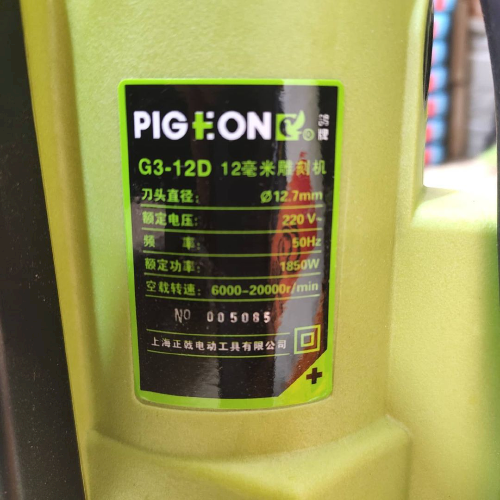 PIGEON 鸽牌
G3-12D 12毫米雕刻机
刀头直径: Ø12.7mm
额定电压: 220 V~
频 率: 50Hz
额定功率: 1850W
空载转速: 6000-20000r/min
NO 005085
上海正戟电动工具有限公司